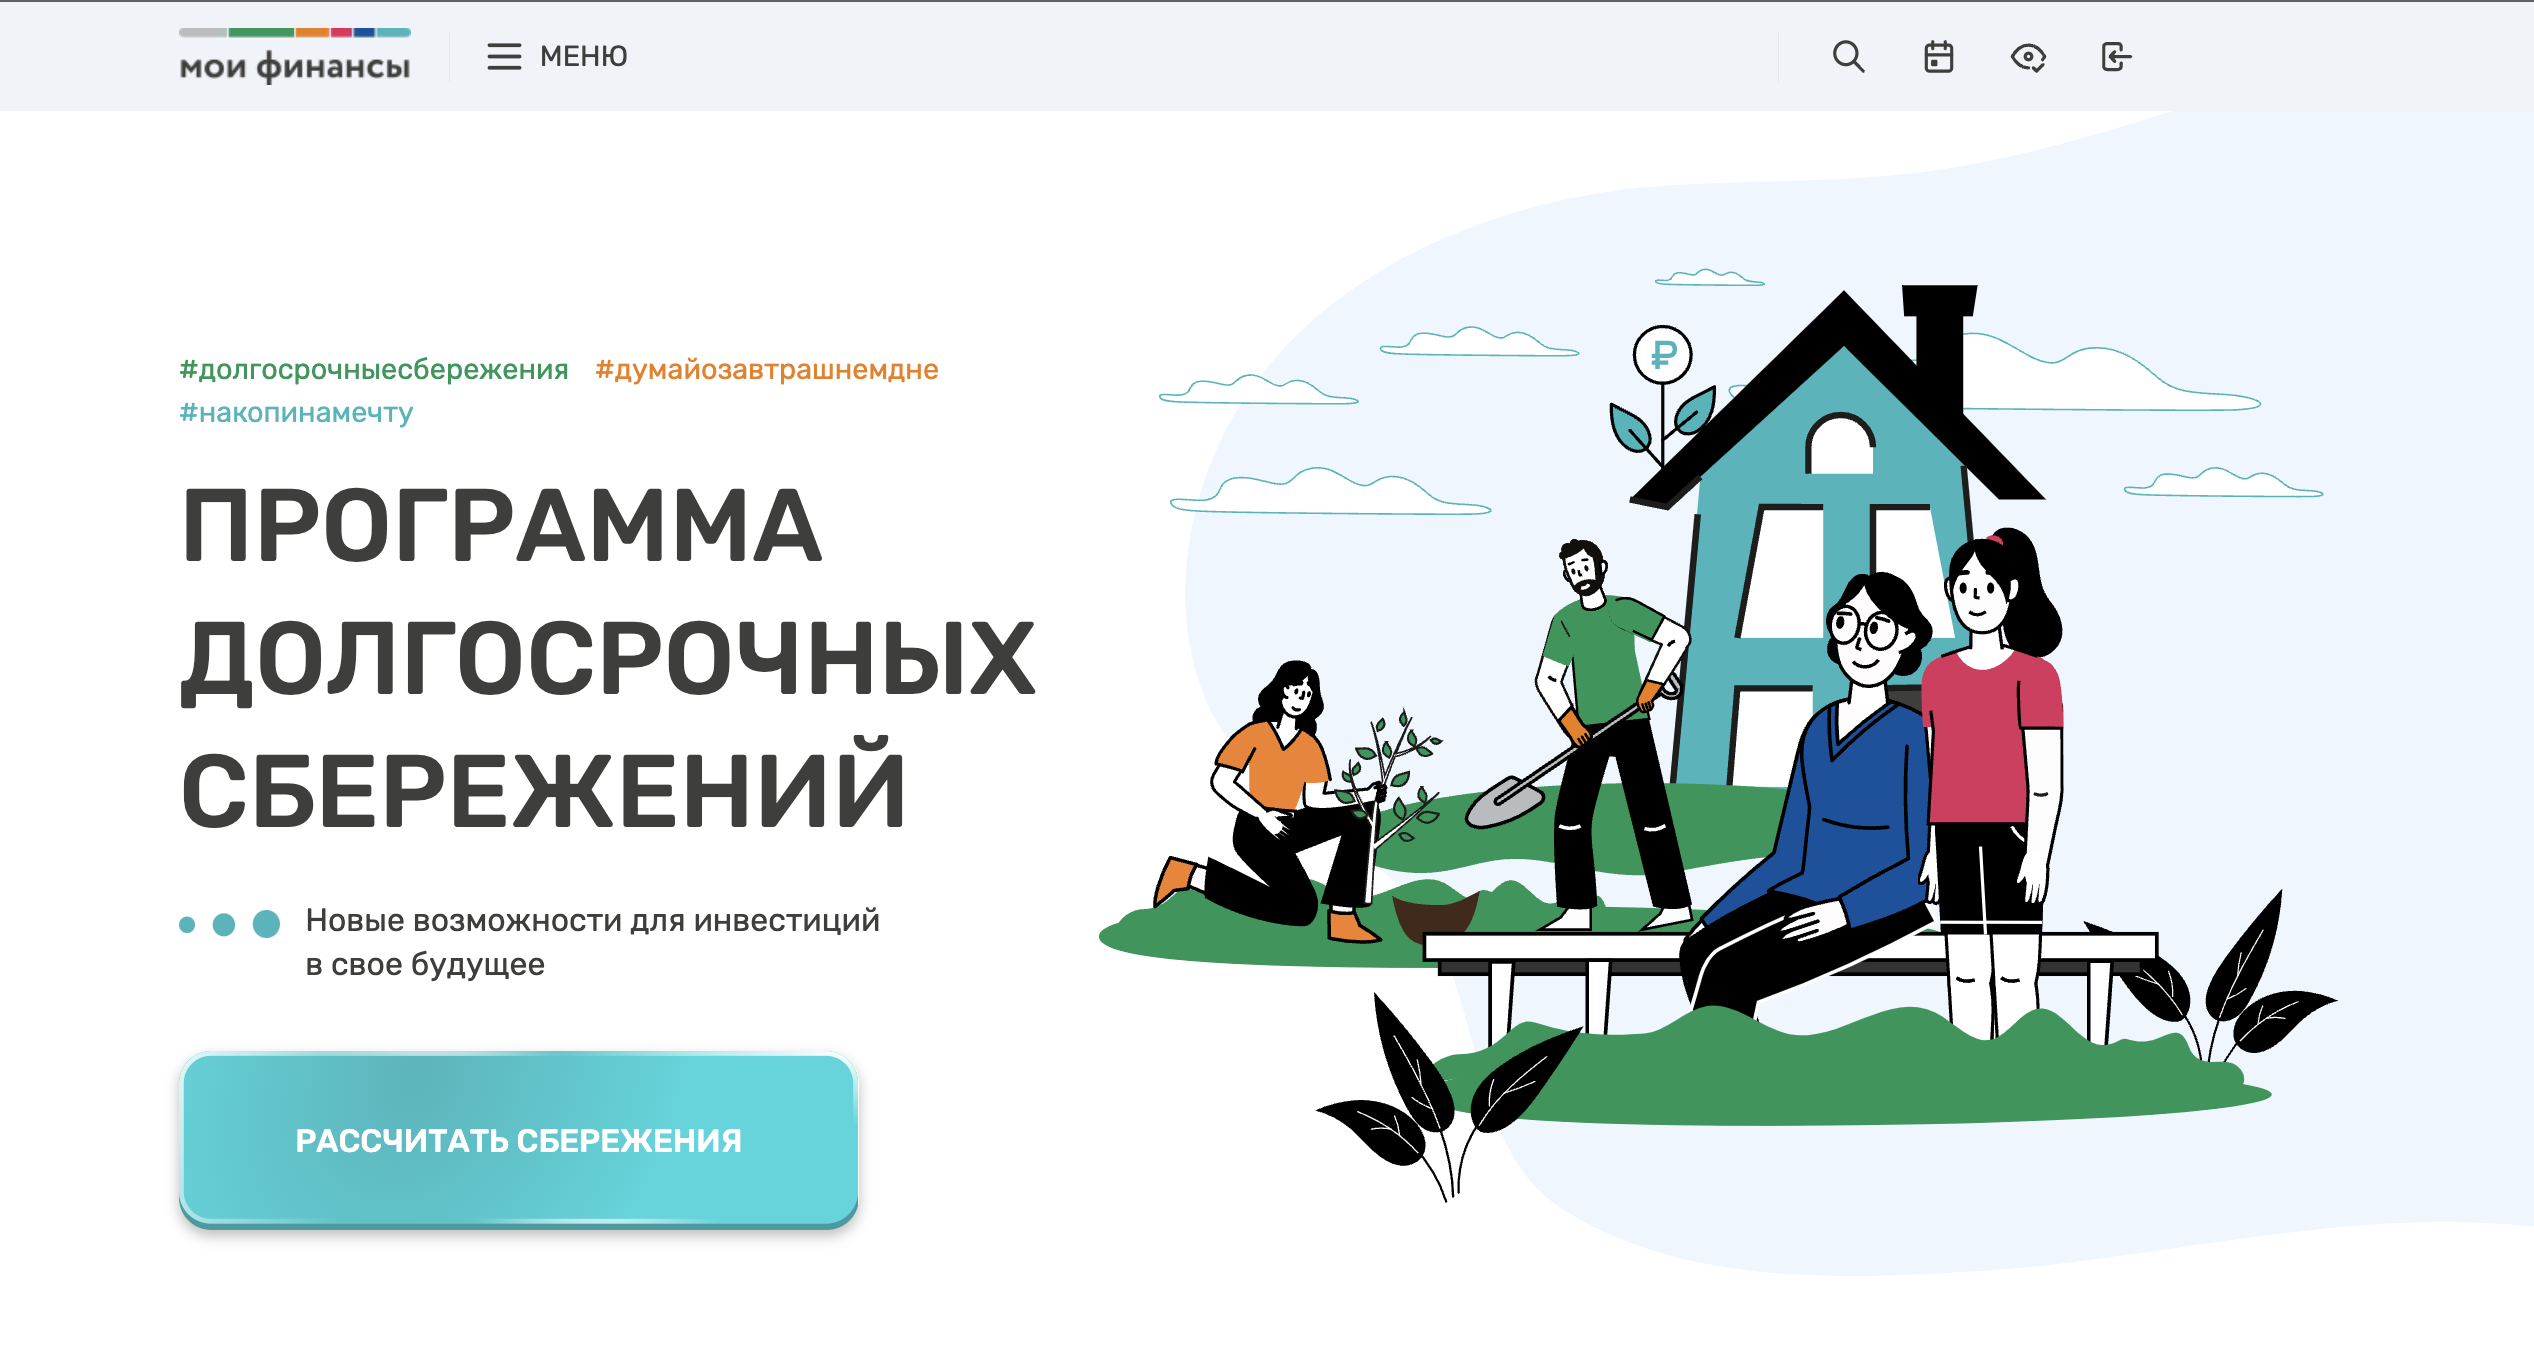 мои финансы
МЕНЮ
#долгосрочныесбережения #думайозавтрашнемдне
#накопинамечту
ПРОГРАММА
ДОЛГОСРОЧНЫХ
СБЕРЕЖЕНИЙ
Новые возможности для инвестиций
в свое будущее
РАССЧИТАТЬ СБЕРЕЖЕНИЯ
₽